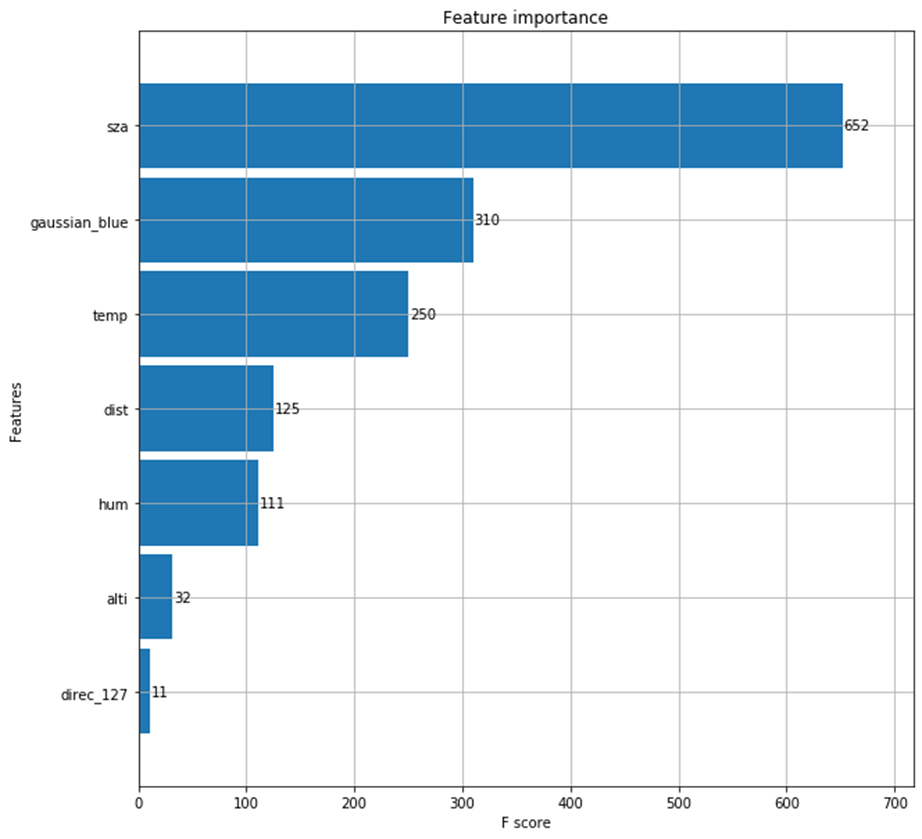 Feature importance
Features
sza
652
gaussian_blue
310
temp
250
dist
125
hum
111
alti
32
direc_127
11
0 100 200 300 400 500 600 700
F score